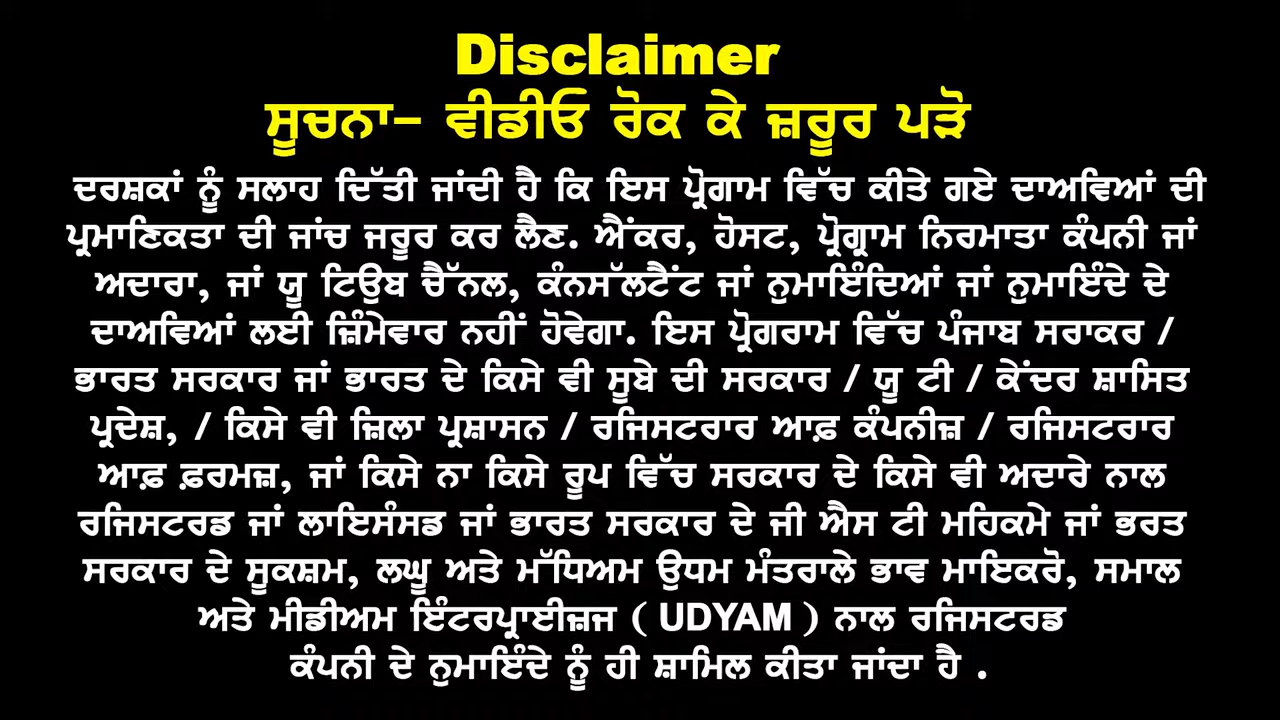 Disclaimer
ਸੂਚਨਾ- ਵੀਡੀਓ ਰੋਕ ਕੇ ਜ਼ਰੂਰ ਪੜੋ
ਦਰਸ਼ਕਾਂ ਨੂੰ ਸਲਾਹ ਦਿੱਤੀ ਜਾਂਦੀ ਹੈ ਕਿ ਇਸ ਪ੍ਰੋਗਾਮ ਵਿੱਚ ਕੀਤੇ ਗਏ ਦਾਅਵਿਆਂ ਦੀ
ਪ੍ਰਮਾਣਿਕਤਾ ਦੀ ਜਾਂਚ ਜਰੂਰ ਕਰ ਲੈਣ. ਐਂਕਰ, ਹੋਸਟ, ਪ੍ਰੋਗ੍ਰਾਮ ਨਿਰਮਾਤਾ ਕੰਪਨੀ ਜਾਂ
ਅਦਾਰਾ, ਜਾਂ ਯੂ ਟਿਊਬ ਚੈੱਨਲ, ਕੰਨਸੱਲਟੈਂਟ ਜਾਂ ਨੁਮਾਇੰਦਿਆਂ ਜਾਂ ਨੁਮਾਇੰਦੇ ਦੇ
ਦਾਅਵਿਆਂ ਲਈ ਜ਼ਿੰਮੇਵਾਰ ਨਹੀਂ ਹੋਵੇਗਾ. ਇਸ ਪ੍ਰੋਗਰਾਮ ਵਿੱਚ ਪੰਜਾਬ ਸਰਾਕਰ /
ਭਾਰਤ ਸਰਕਾਰ ਜਾਂ ਭਾਰਤ ਦੇ ਕਿਸੇ ਵੀ ਸੂਬੇ ਦੀ ਸਰਕਾਰ / ਯੂ ਟੀ / ਕੇਂਦਰ ਸ਼ਾਸਿਤ
ਪ੍ਰਦੇਸ਼, / ਕਿਸੇ ਵੀ ਜ਼ਿਲਾ ਪ੍ਰਸ਼ਾਸਨ / ਰਜਿਸਟਰਾਰ ਆਫ਼ ਕੰਪਨੀਜ਼ / ਰਜਿਸਟਰਾਰ
ਆਫ਼ ਫ਼ਰਮਜ਼, ਜਾਂ ਕਿਸੇ ਨਾ ਕਿਸੇ ਰੂਪ ਵਿੱਚ ਸਰਕਾਰ ਦੇ ਕਿਸੇ ਵੀ ਅਦਾਰੇ ਨਾਲ
ਰਜਿਸਟਰਡ ਜਾਂ ਲਾਇਸੰਸਡ ਜਾਂ ਭਾਰਤ ਸਰਕਾਰ ਦੇ ਜੀ ਐਸ ਟੀ ਮਹਿਕਮੇ ਜਾਂ ਭਰਤ
ਸਰਕਾਰ ਦੇ ਸੂਕਸ਼ਮ, ਲਘੂ ਅਤੇ ਮੱਧਿਅਮ ਉਧਮ ਮੰਤਰਾਲੇ ਭਾਵ ਮਾਇਕਰੋ, ਸਮਾਲ
ਅਤੇ ਮੀਡੀਅਮ ਇੰਟਰਪ੍ਰਾਈਜ਼ਜ ( UDYAM ) ਨਾਲ ਰਜਿਸਟਰਡ
ਕੰਪਨੀ ਦੇ ਨੁਮਾਇੰਦੇ ਨੂੰ ਹੀ ਸ਼ਾਮਿਲ ਕੀਤਾ ਜਾਂਦਾ ਹੈ .